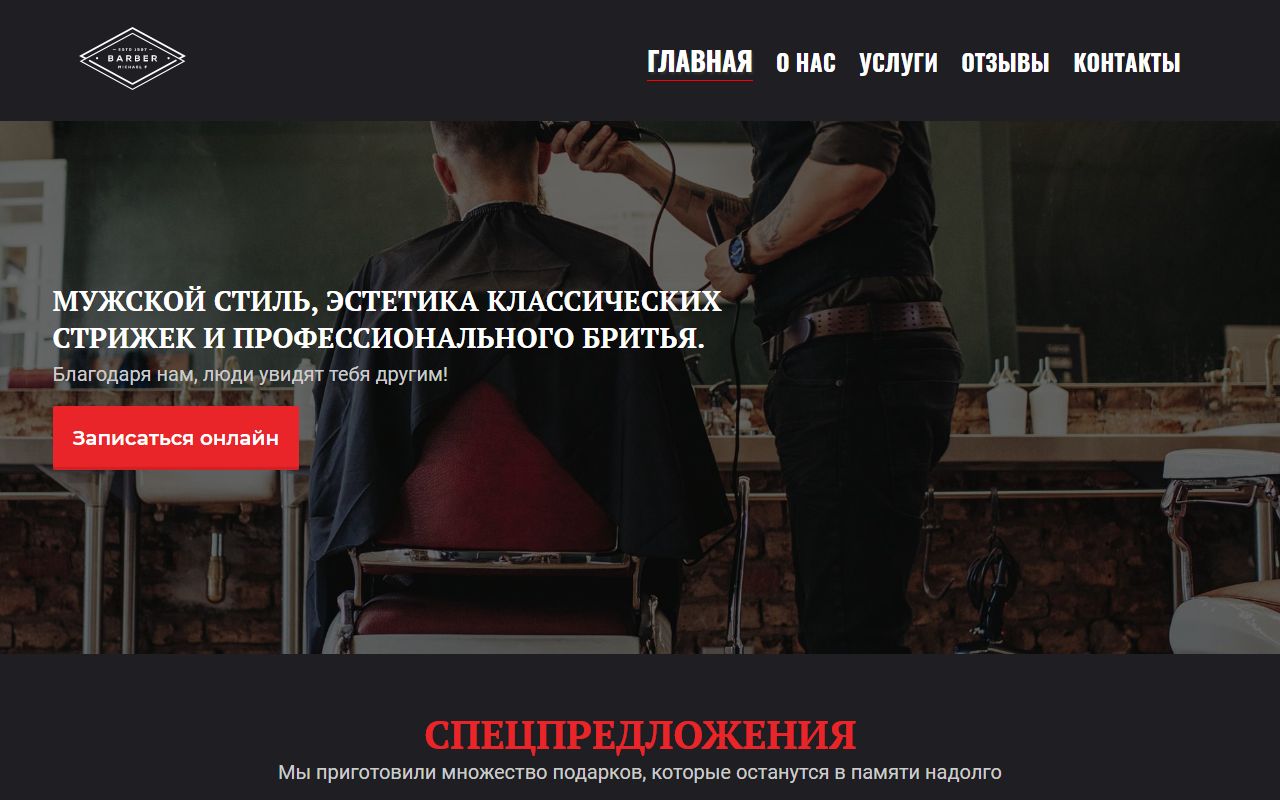 ESTD 1997
BARBER
MICHAEL P
ГЛАВНАЯ О НАС УСЛУГИ ОТЗЫВЫ КОНТАКТЫ
МУЖСКОЙ СТИЛЬ, ЭСТЕТИКА КЛАССИЧЕСКИХ
СТРИЖЕК И ПРОФЕССИОНАЛЬНОГО БРИТЬЯ.
Благодаря нам, люди увидят тебя другим!
Записаться онлайн
СПЕЦПРЕДЛОЖЕНИЯ
Мы приготовили множество подарков, которые останутся в памяти надолго